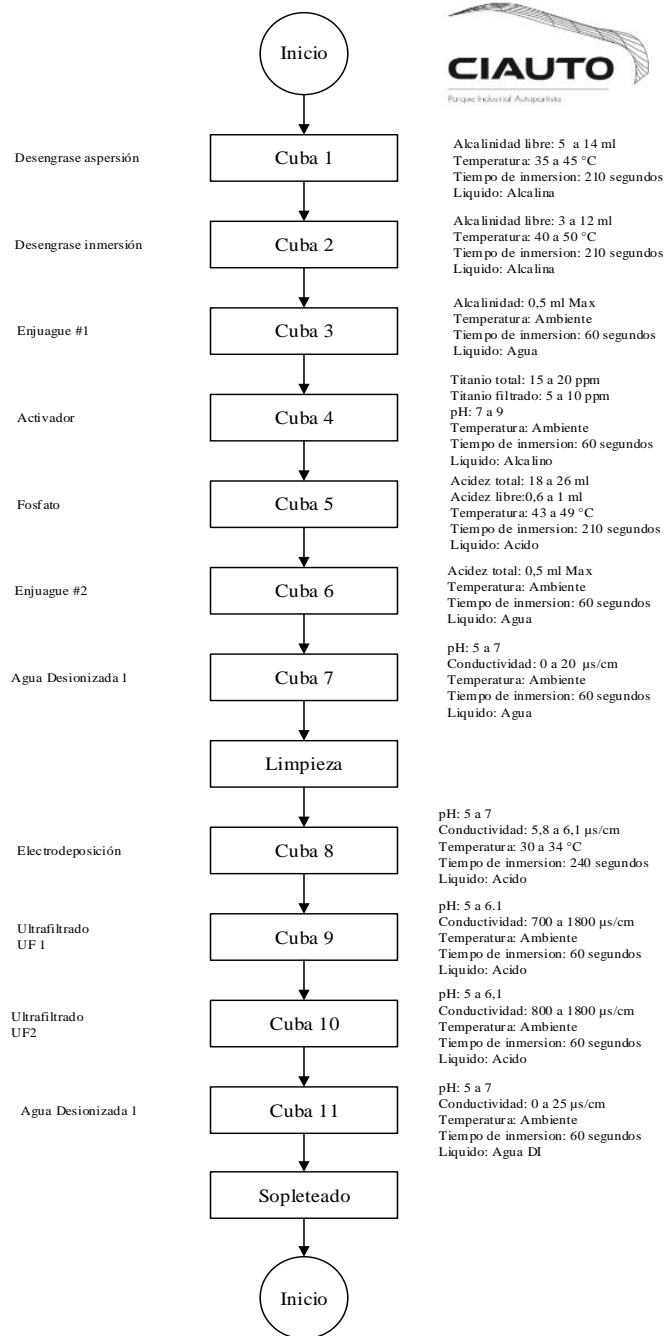 Inicio
CIAUTO
Parque Industrial Autopartista
Desengrase aspersión
Cuba 1
Alcalinidad libre: 5 a 14 ml
Temperatura: 35 a 45 °C
Tiempo de inmersion: 210 segundos
Liquido: Alcalina
Desengrase inmersión
Cuba 2
Alcalinidad libre: 3 a 12 ml
Temperatura: 40 a 50 °C
Tiempo de inmersion: 210 segundos
Liquido: Alcalina
Enjuague #1
Cuba 3
Alcalinidad: 0,5 ml Max
Temperatura: Ambiente
Tiempo de inmersion: 60 segundos
Liquido: Agua
Activador
Cuba 4
Titanio total: 15 a 20 ppm
Titanio filtrado: 5 a 10 ppm
pH: 7 a 9
Temperatura: Ambiente
Tiempo de inmersion: 60 segundos
Liquido: Alcalino
Fosfato
Cuba 5
Acidez total: 18 a 26 ml
Acidez libre:0,6 a 1 ml
Temperatura: 43 a 49 °C
Tiempo de inmersion: 210 segundos
Liquido: Acido
Enjuague #2
Cuba 6
Acidez total: 0,5 ml Max
Temperatura: Ambiente
Tiempo de inmersion: 60 segundos
Liquido: Agua
Agua Desionizada 1
Cuba 7
pH: 5 a 7
Conductividad: 0 a 20 µs/cm
Temperatura: Ambiente
Tiempo de inmersion: 60 segundos
Liquido: Agua
Limpieza
Electrodeposición
Cuba 8
pH: 5 a 7
Conductividad: 5,8 a 6,1 µs/cm
Temperatura: 30 a 34 °C
Tiempo de inmersion: 240 segundos
Liquido: Acido
Ultrafiltrado
UF 1
Cuba 9
pH: 5 a 6.1
Conductividad: 700 a 1800 µs/cm
Temperatura: Ambiente
Tiempo de inmersion: 60 segundos
Liquido: Acido
Ultrafiltrado
UF2
Cuba 10
pH: 5 a 6,1
Conductividad: 800 a 1800 µs/cm
Temperatura: Ambiente
Tiempo de inmersion: 60 segundos
Liquido: Acido
Agua Desionizada 1
Cuba 11
pH: 5 a 7
Conductividad: 0 a 25 µs/cm
Temperatura: Ambiente
Tiempo de inmersion: 60 segundos
Liquido: Agua DI
Sopleteado
Inicio